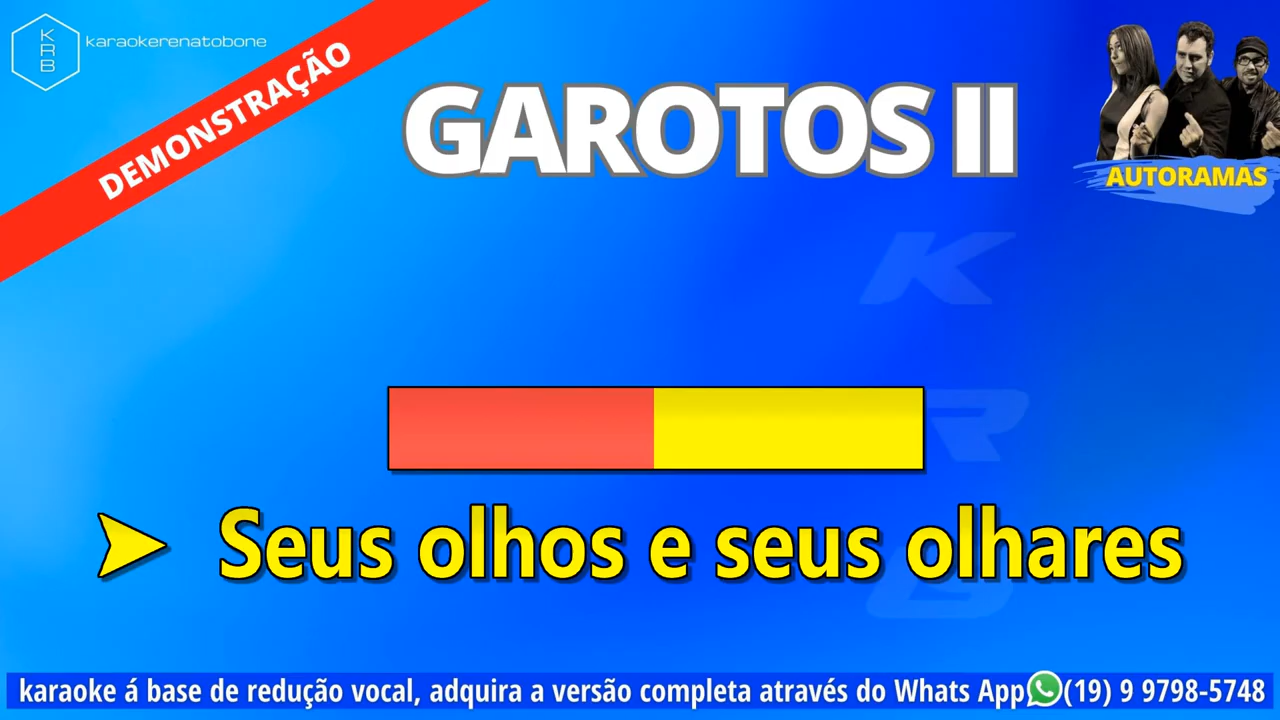 KRB
karaokerenatobone
DEMONSTRAÇÃO
GAROTOS II
AUTORAMAS
K
R
B
➤ Seus olhos e seus olhares
karaoke á base de redução vocal, adquira a versão completa através do Whats App (19) 9 9798-5748